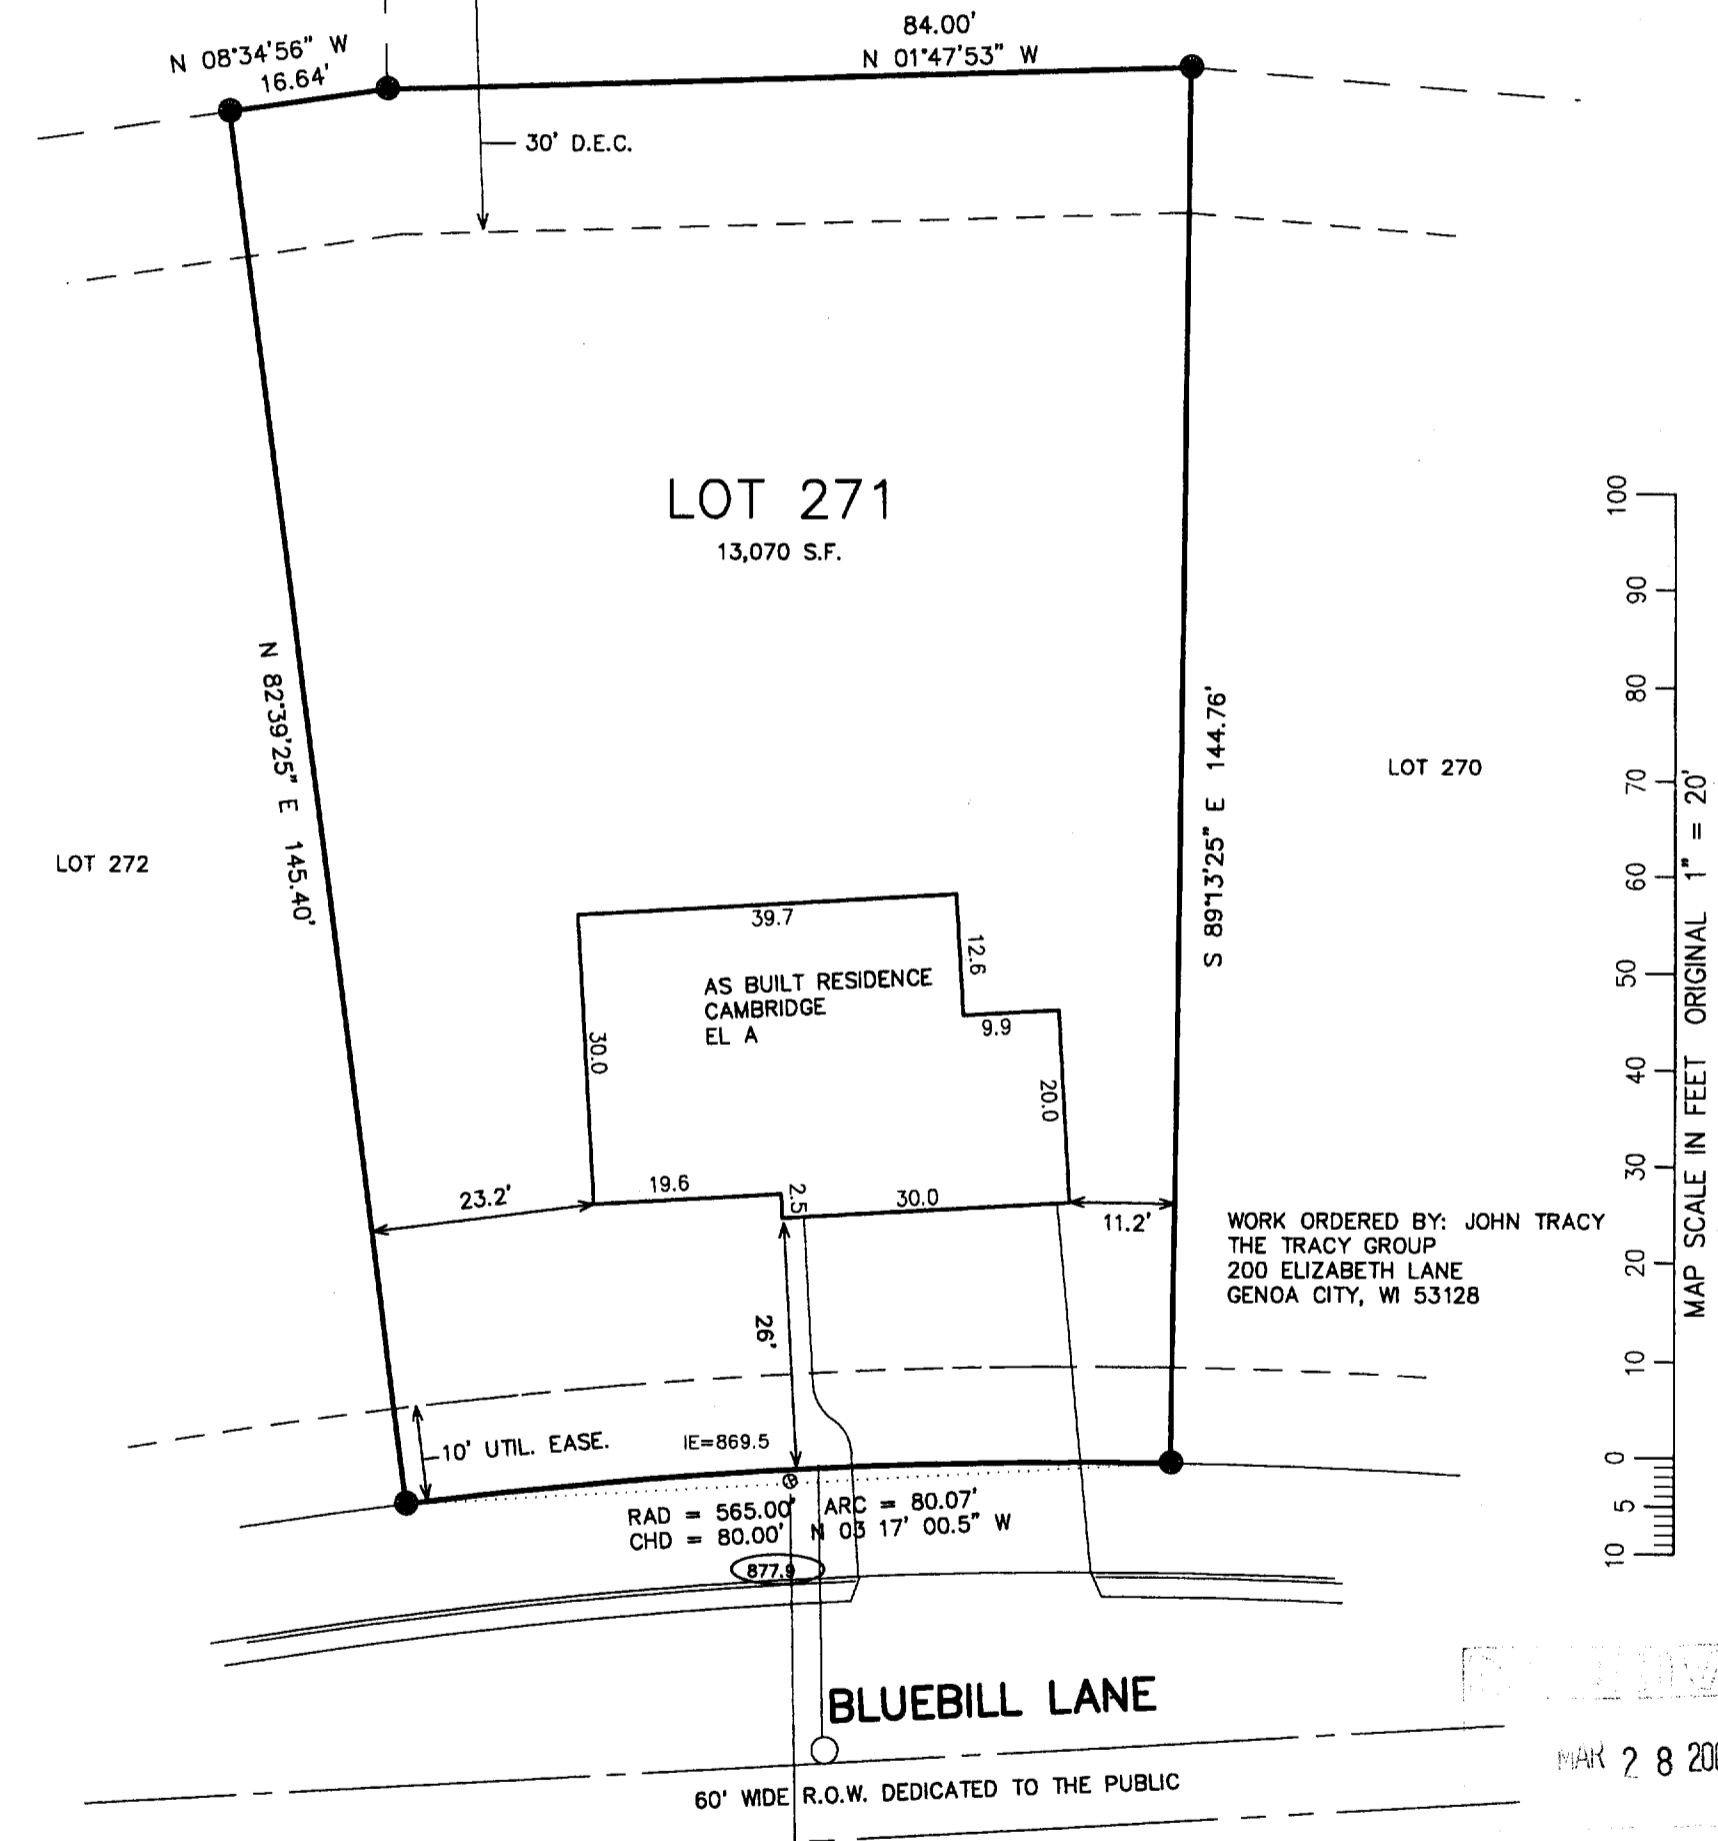 84.00'
N 01°47'53" W
N 08°34'56" W
16.64'
30' D.E.C.
LOT 271
13,070 S.F.
N 82°39'25" E 145.40'
S 89°13'25" E 144.76'
LOT 270
LOT 272
39.7
12.6
AS BUILT RESIDENCE
CAMBRIDGE
EL A
9.9
30.0
20.0
19.6
2.5
30.0
23.2'
11.2'
WORK ORDERED BY: JOHN TRACY
THE TRACY GROUP
200 ELIZABETH LANE
GENOA CITY, WI 53128
26'
10' UTIL. EASE.
IE=869.5
RAD = 565.00' ARC = 80.07'
CHD = 80.00' N 03 17' 00.5" W
877.9
BLUEBILL LANE
60' WIDE R.O.W. DEDICATED TO THE PUBLIC
100
90
80
70
60
50
40
30
20
10
0
5
10
MAP SCALE IN FEET ORIGINAL 1" = 20'
MAR 28 200